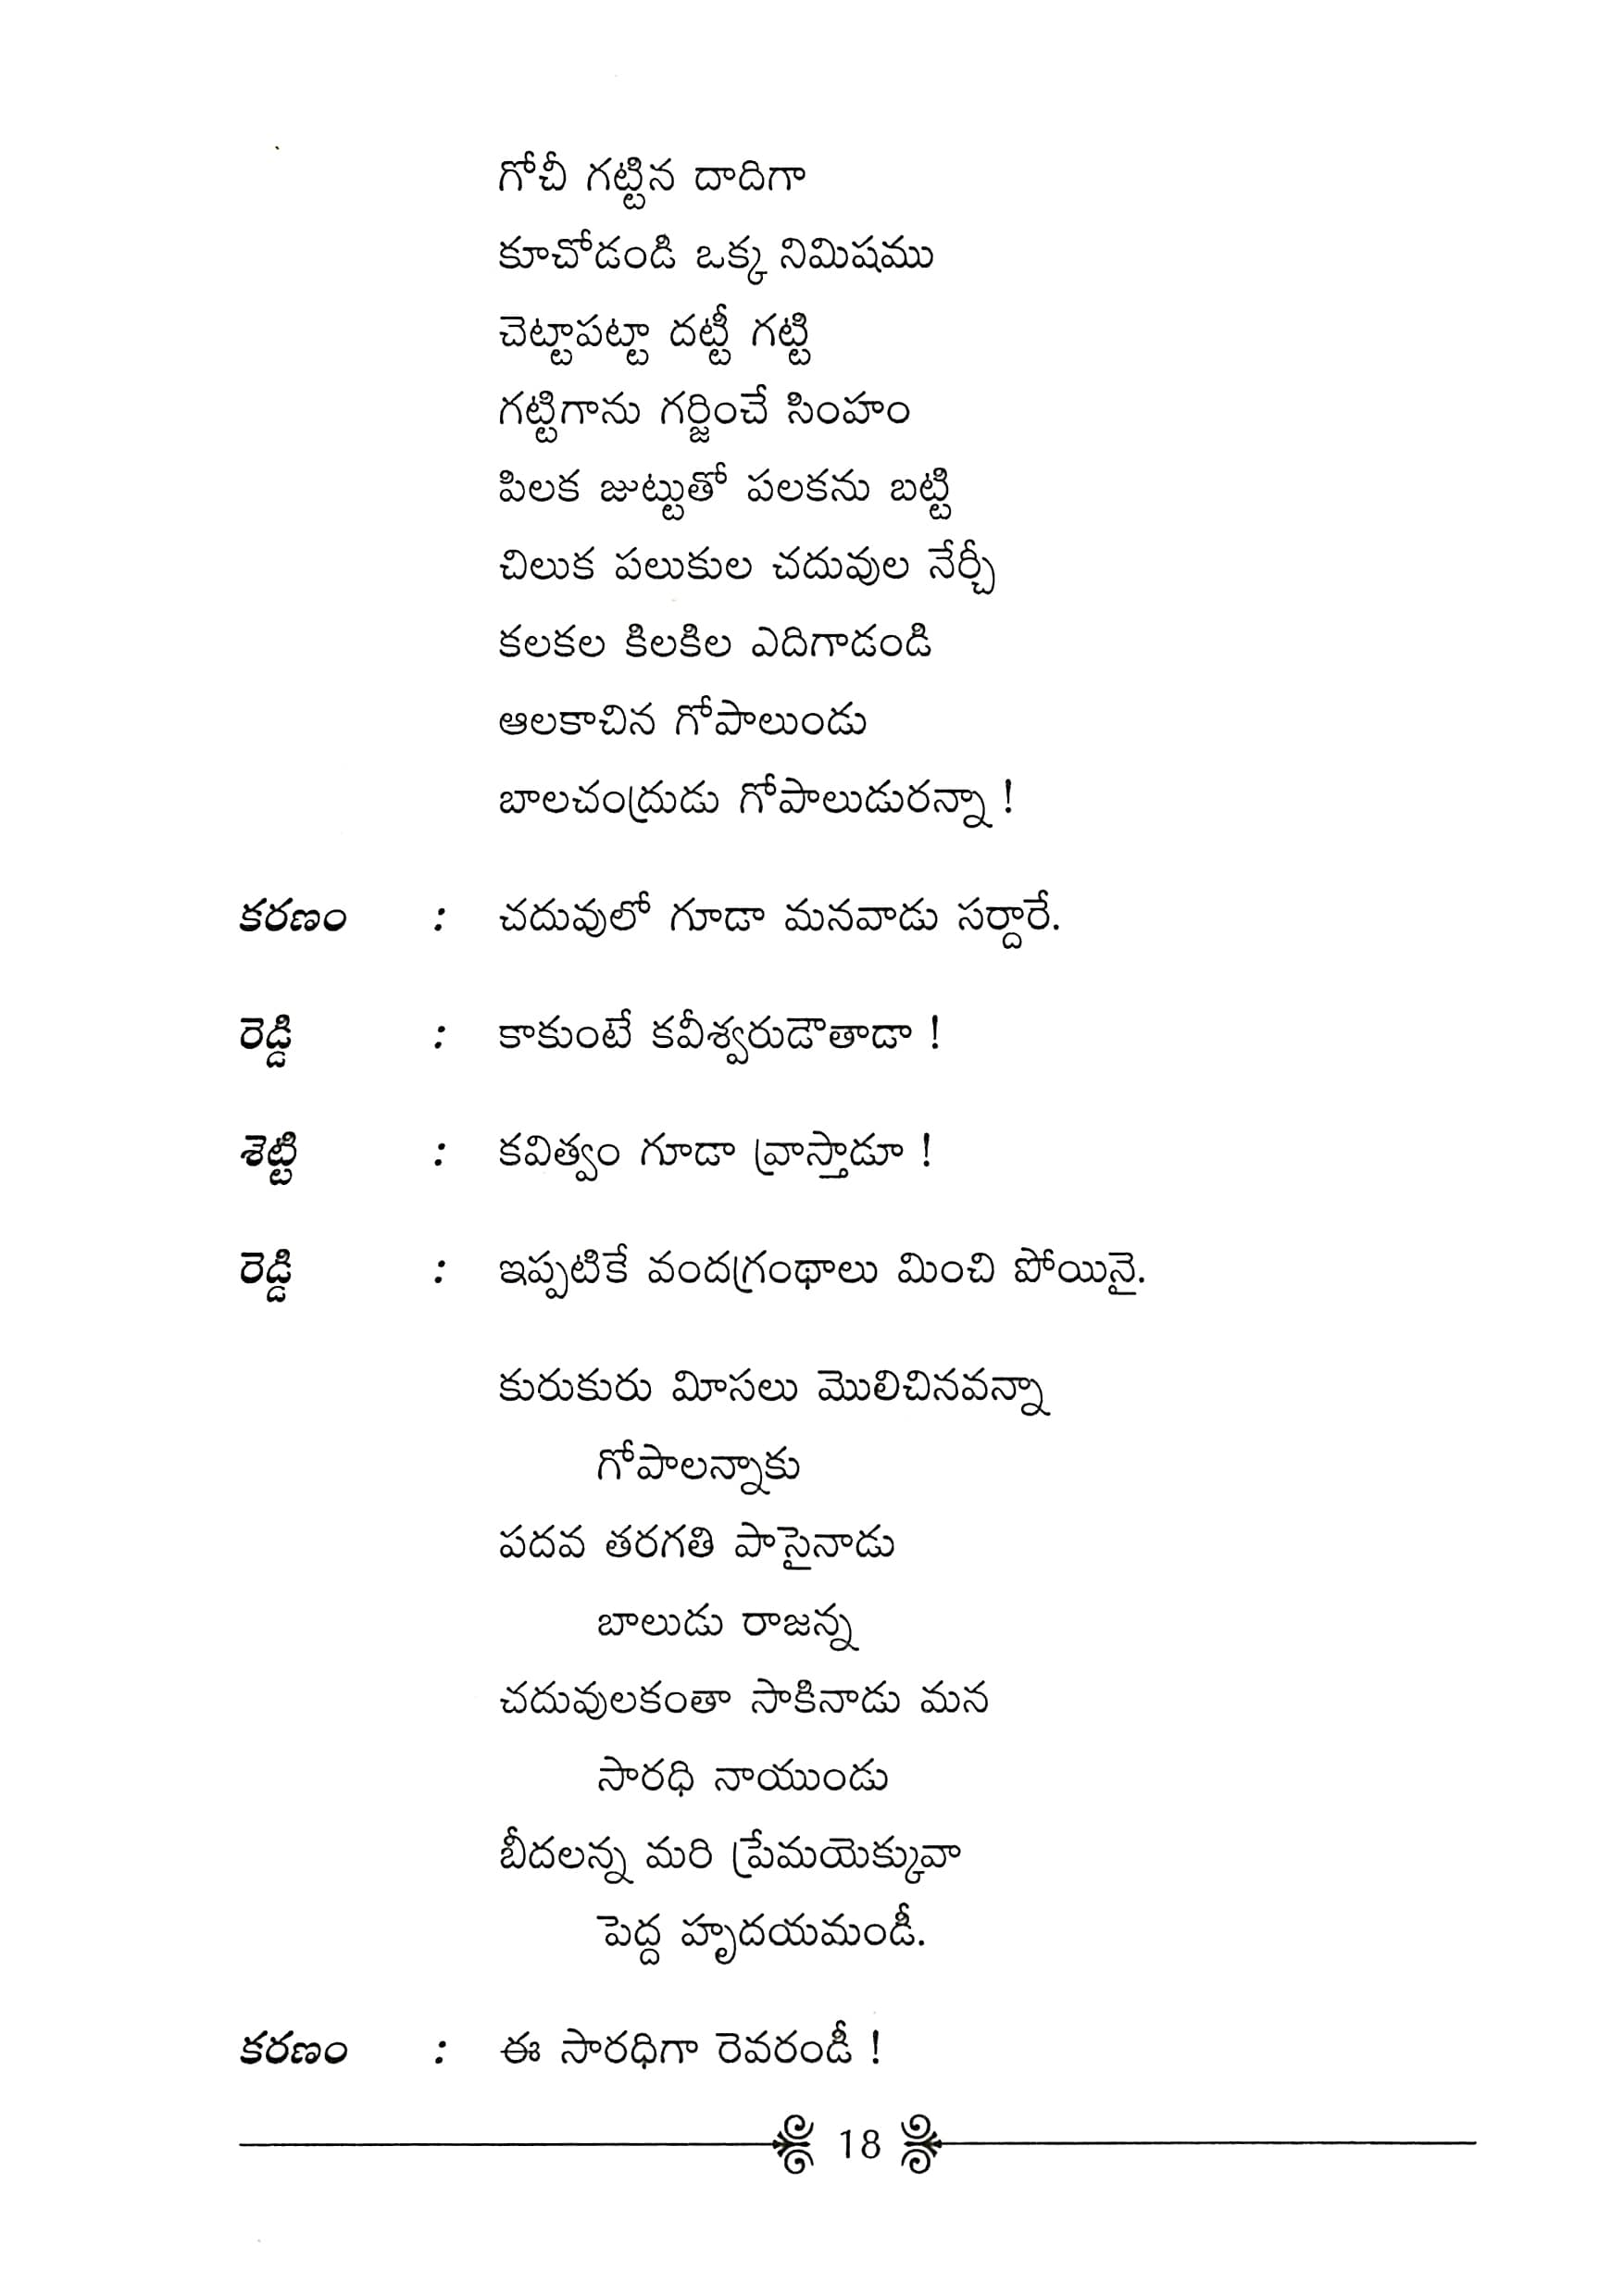 గోచీ గట్టిన దాదిగా
కూచోడండి ఒక్క నిమిషము
చెట్టాపట్టా దట్టీ గట్టి
గట్టిగాను గర్జించే సింహం
పిలక జుట్టుతో పలకను బట్టి
చిలుక పలుకుల చదువుల నేర్చీ
కలకల కిలకిల ఎదిగాడండి
ఆలకాచిన గోపాలుండు
బాలచంద్రుడు గోపాలుడురన్నా !
కరణం : చదువులో గూడా మనవాడు సర్దారే.
రెడ్డి : కాకుంటే కవీశ్వరుడౌతాడా !
శెట్టి : కవిత్వం గూడా వ్రాస్తాడూ !
రెడ్డి : ఇప్పటికే వందగ్రంథాలు మించి పోయినై.
కురుకురు మీసలు మొలిచినవన్నా
గోపాలన్నాకు
పదవ తరగతి పాసైనాడు
బాలుడు రాజన్న
చదువులకంతా సాకినాడు మన
సారధి నాయుండు
బీదలన్న మరి ప్రేమయెక్కువా
పెద్ద హృదయమండీ.
కరణం : ఈ సారధిగా రెవరండీ !
18